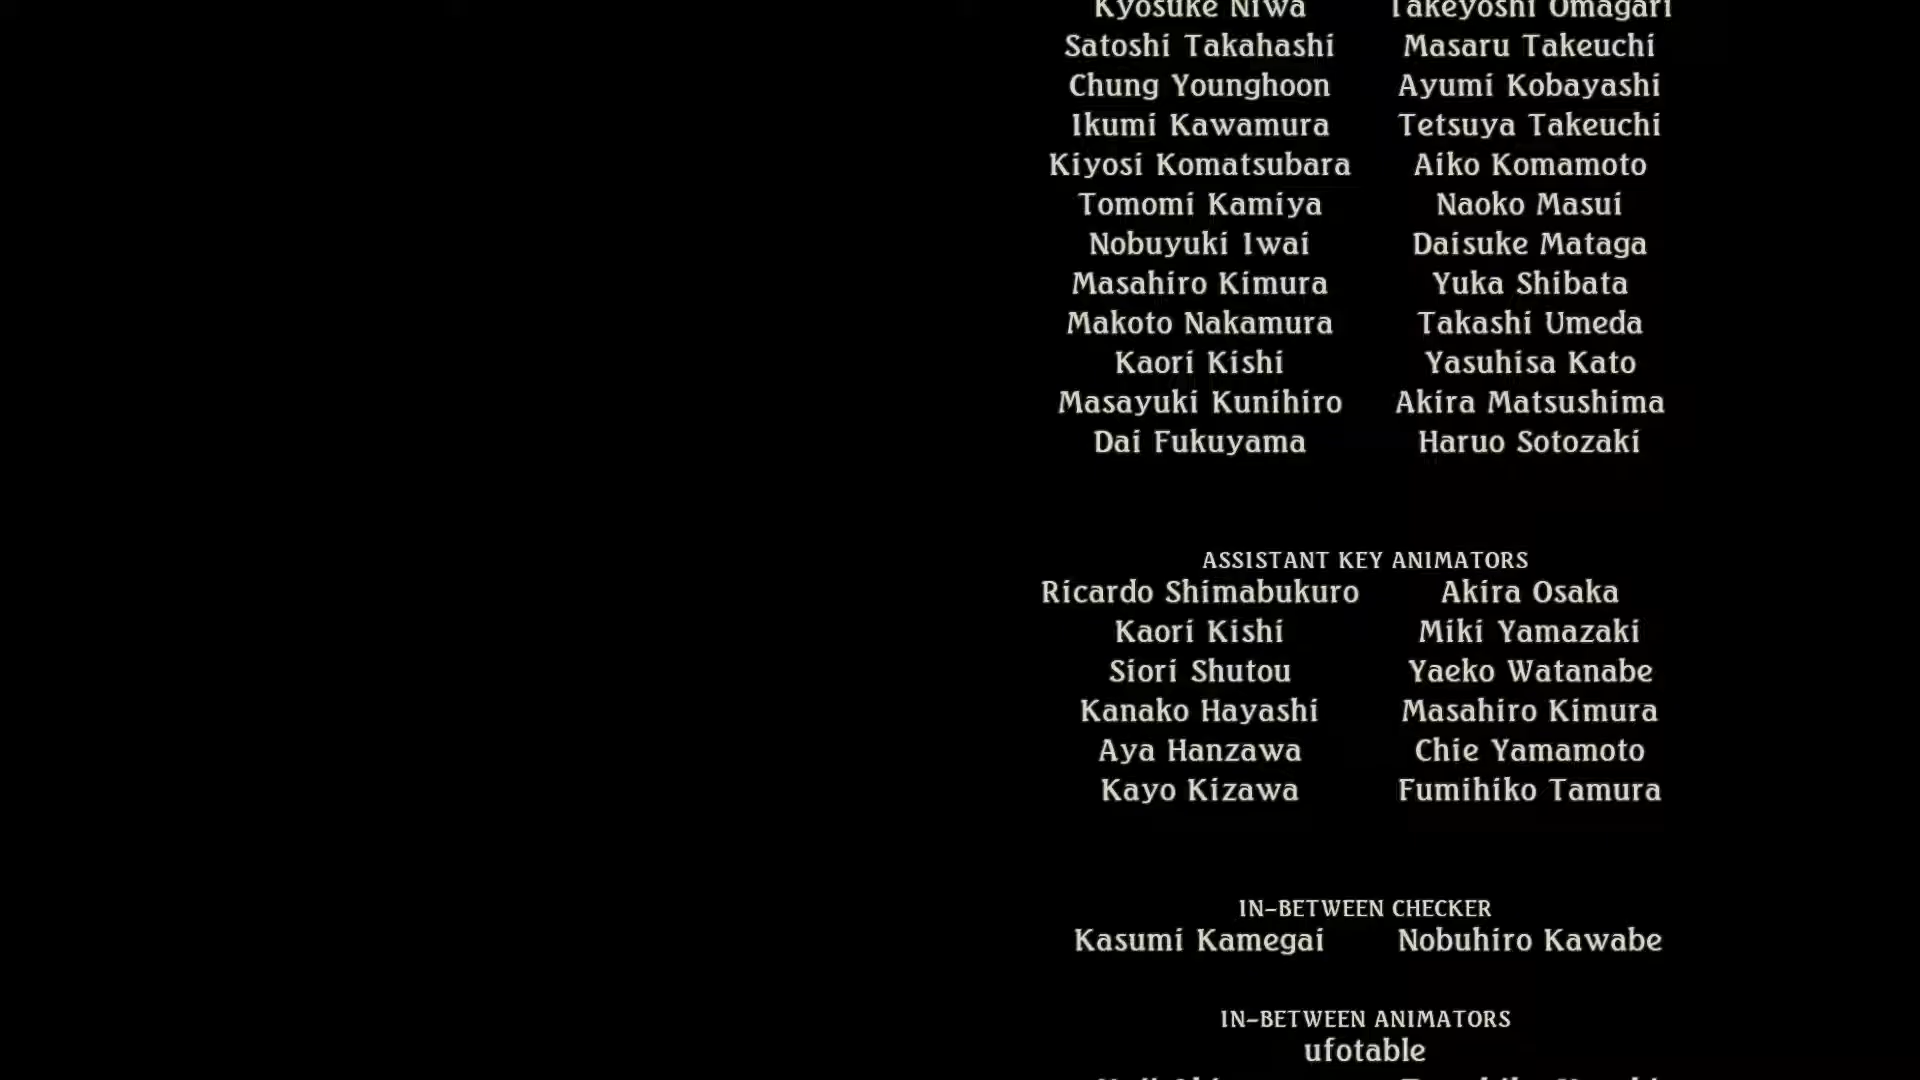 Kyosuke Niwa Takeyoshi Omagari
Satoshi Takahashi Masaru Takeuchi
Chung Younghoon Ayumi Kobayashi
Ikumi Kawamura Tetsuya Takeuchi
Kiyosi Komatsubara Aiko Komamoto
Tomomi Kamiya Naoko Masui
Nobuyuki Iwai Daisuke Mataga
Masahiro Kimura Yuka Shibata
Makoto Nakamura Takashi Umeda
Kaori Kishi Yasuhisa Kato
Masayuki Kunihiro Akira Matsushima
Dai Fukuyama Haruo Sotozaki
ASSISTANT KEY ANIMATORS
Ricardo Shimabukuro Akira Osaka
Kaori Kishi Miki Yamazaki
Siori Shutou Yaeko Watanabe
Kanako Hayashi Masahiro Kimura
Aya Hanzawa Chie Yamamoto
Kayo Kizawa Fumihiko Tamura
IN-BETWEEN CHECKER
Kasumi Kamegai Nobuhiro Kawabe
IN-BETWEEN ANIMATORS
ufotable